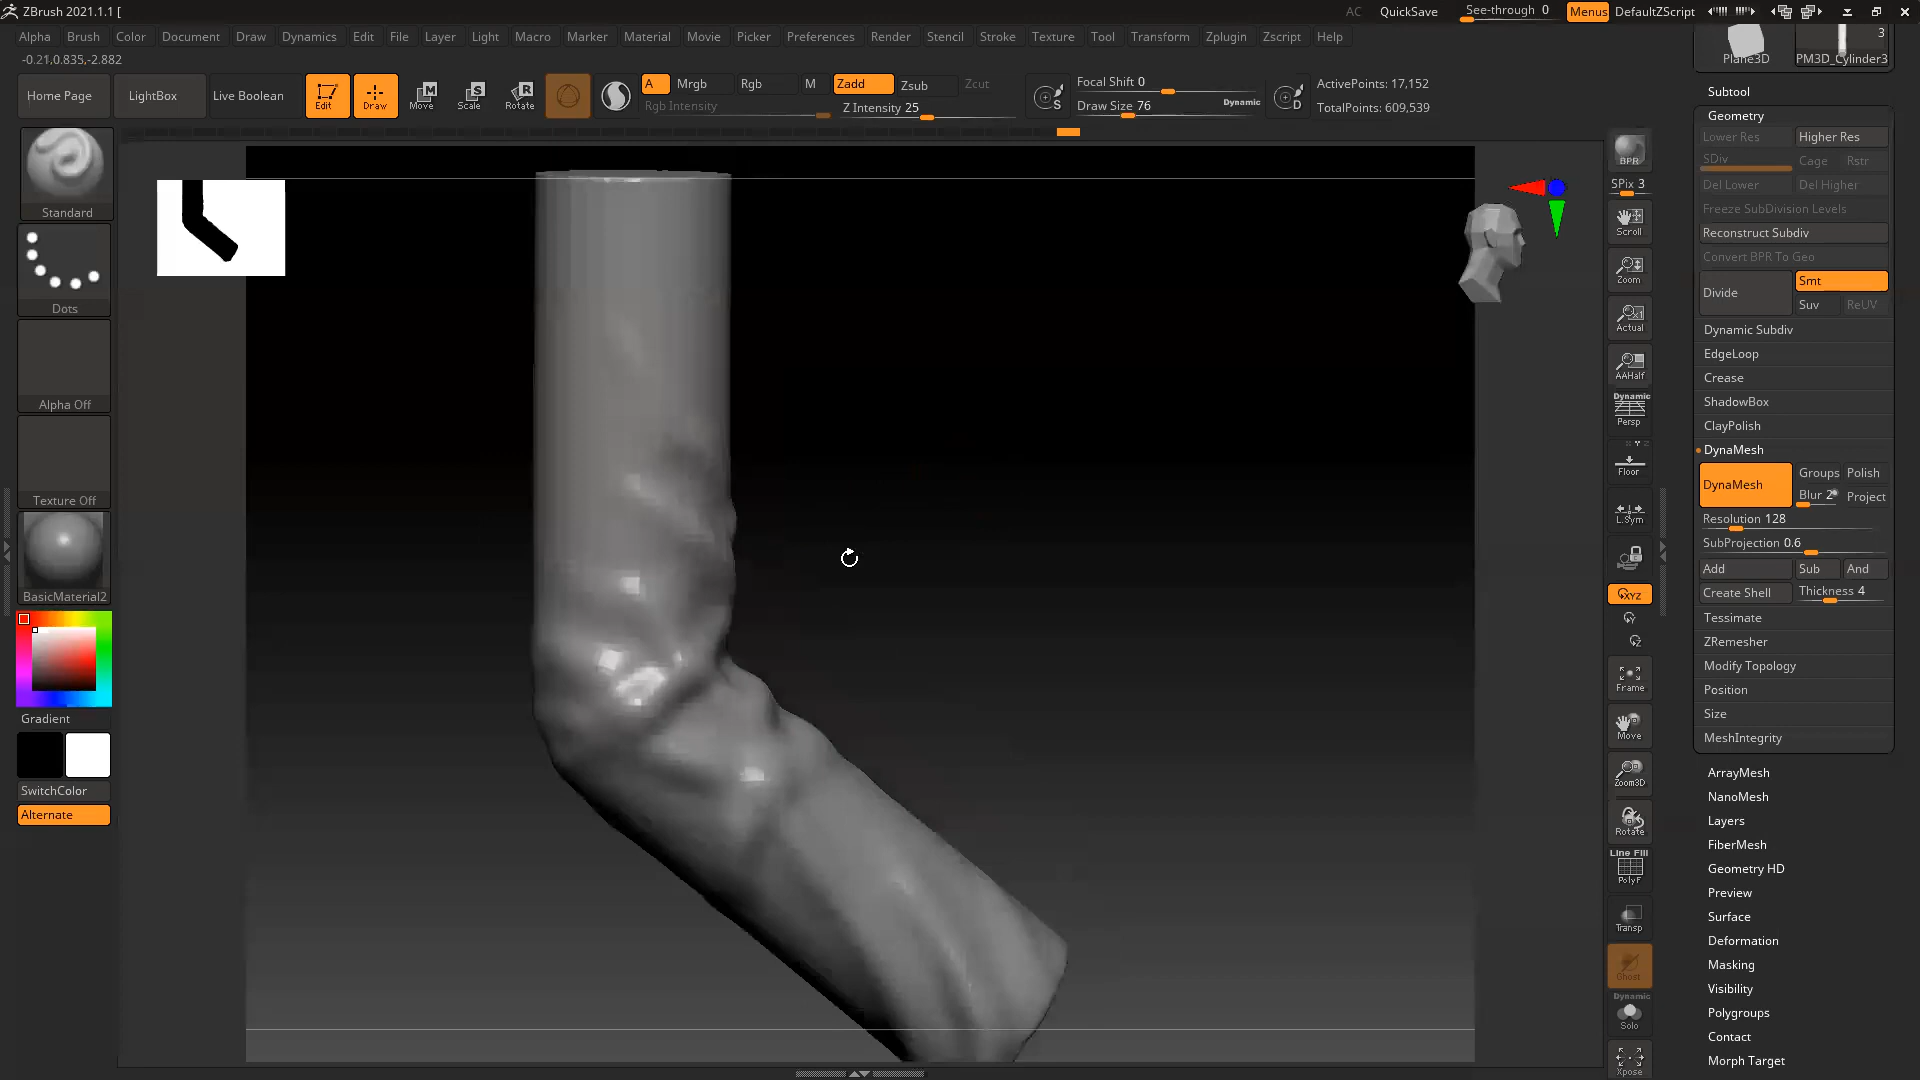 ZBrush 2021.1.1 [
AC QuickSave See-through 0 Menus DefaultZScript
Alpha Brush Color Document Draw Dynamics Edit File Layer Light Macro Marker Material Movie Picker Preferences Render Stencil Stroke Texture Tool Transform Zplugin Zscript Help
-0.21,0.835,-2.882
Home Page LightBox Live Boolean Edit Draw Move Scale Rotate
A Mrgb Rgb M Zadd Zsub Zcut
Rgb Intensity Z Intensity 25
S Focal Shift 0
Draw Size 76 Dynamic
D ActivePoints: 17,152
TotalPoints: 609,539
Standard
Dots
Alpha Off
Texture Off
BasicMaterial2
Gradient
SwitchColor
Alternate
BPR
SPix 3
Scroll
Zoom
Actual
AAHalf
Dynamic
Persp
Floor
L.Sym
XYZ
Y
Z
Frame
Move
Zoom3D
Rotate
Line Fill
PolyF
Transp
Ghost
Dynamic
Solo
Xpose
3
Plane3D PM3D_Cylinder3
Subtool
Geometry
Lower Res Higher Res
SDiv Cage Rstr
Del Lower Del Higher
Freeze SubDivision Levels
Reconstruct Subdiv
Convert BPR To Geo
Divide Smt
Suv ReUV
Dynamic Subdiv
EdgeLoop
Crease
ShadowBox
ClayPolish
DynaMesh
DynaMesh Groups Polish
Blur 2 Project
Resolution 128
SubProjection 0.6
Add Sub And
Create Shell Thickness 4
Tessimate
ZRemesher
Modify Topology
Position
Size
MeshIntegrity
ArrayMesh
NanoMesh
Layers
FiberMesh
Geometry HD
Preview
Surface
Deformation
Masking
Visibility
Polygroups
Contact
Morph Target